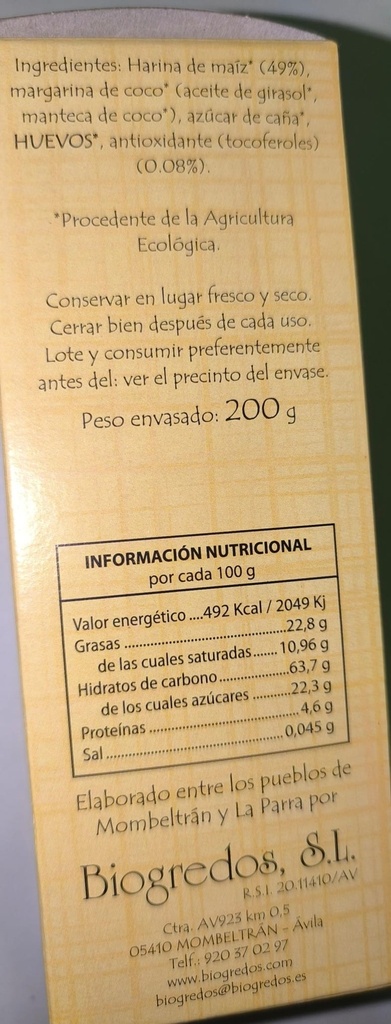 Ingredientes: Harina de maíz* (49%),
margarina de coco* (aceite de girasol*,
manteca de coco*), azúcar de caña*,
HUEVOS*, antioxidante (tocoferoles)
(0.08%).
*Procedente de la Agricultura
Ecológica.
Conservar en lugar fresco y seco.
Cerrar bien después de cada uso.
Lote y consumir preferentemente
antes del: ver el precinto del envase.
Peso envasado: 200 g
INFORMACIÓN NUTRICIONAL
por cada 100 g
Valor energético ....492 Kcal / 2049 Kj
Grasas ..........................................22,8 g
de las cuales saturadas....... 10,96 g
Hidratos de carbono..................63,7 g
de los cuales azúcares ..........22,3 g
Proteínas ........................................ 4,6 g
Sal................................................ 0,045 g
Elaborado entre los pueblos de
Mombeltrán y La Parra por
Biogredos, S.L.
R.S.I. 20.11410/AV
Ctra. AV923 km 0,5
05410 MOMBELTRÁN - Ávila
Telf.: 920 37 02 97
www.biogredos.com
biogredos@biogredos.es